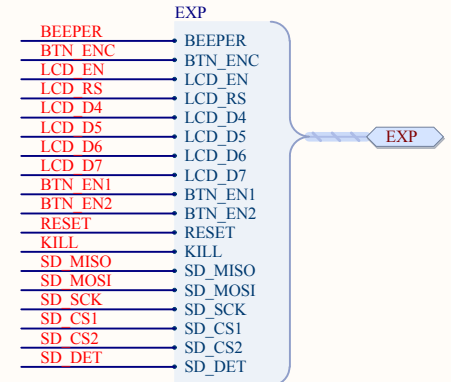 EXP
BEEPER BEEPER
BTN_ENC BTN_ENC
LCD_EN LCD_EN
LCD_RS LCD_RS
LCD_D4 LCD_D4
LCD_D5 LCD_D5 EXP
LCD_D6 LCD_D6
LCD_D7 LCD_D7
BTN_EN1 BTN_EN1
BTN_EN2 BTN_EN2
RESET RESET
KILL KILL
SD_MISO SD_MISO
SD_MOSI SD_MOSI
SD_SCK SD_SCK
SD_CS1 SD_CS1
SD_CS2 SD_CS2
SD_DET SD_DET